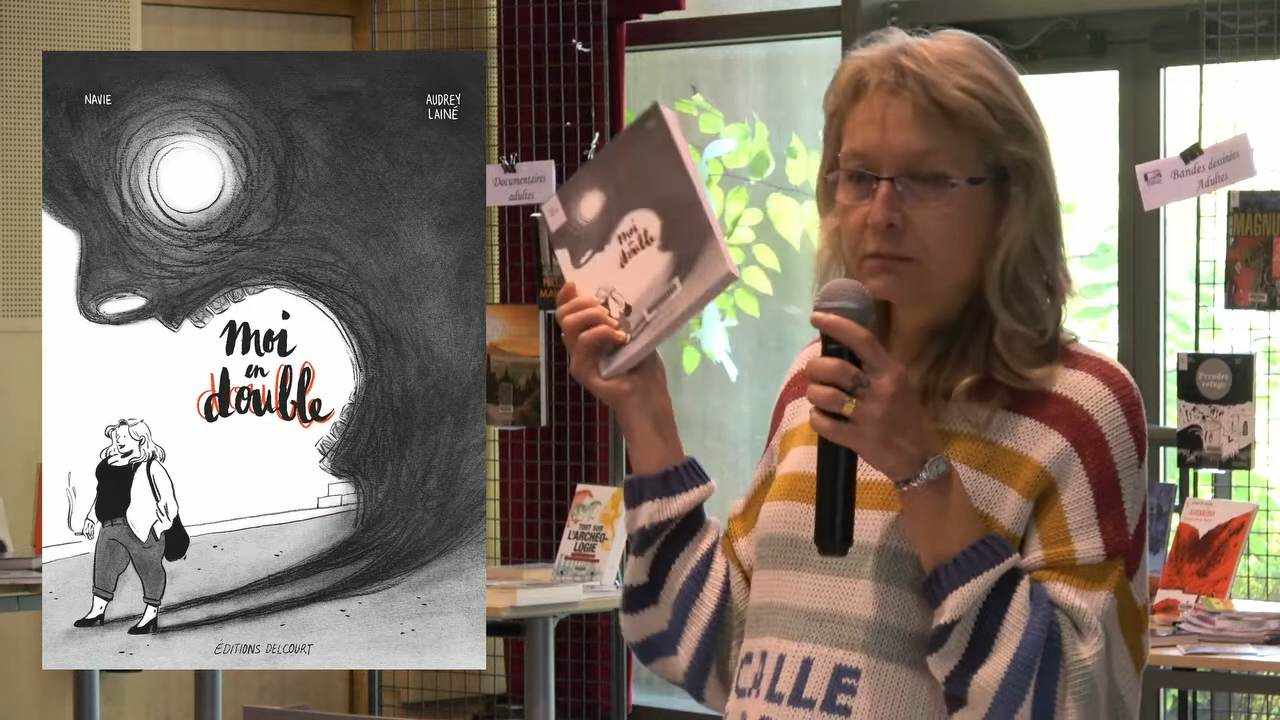 NAVIE
AUDREY
LAINÉ
moi
en
double
ÉDITIONS DELCOURT
Documentaires
adultes
moi
en
double
TOUT SUR
L'ARCHÉO-
LOGIE
CALLE
Bandes dessinées
Adultes
MAGNU
Prendre
refuge